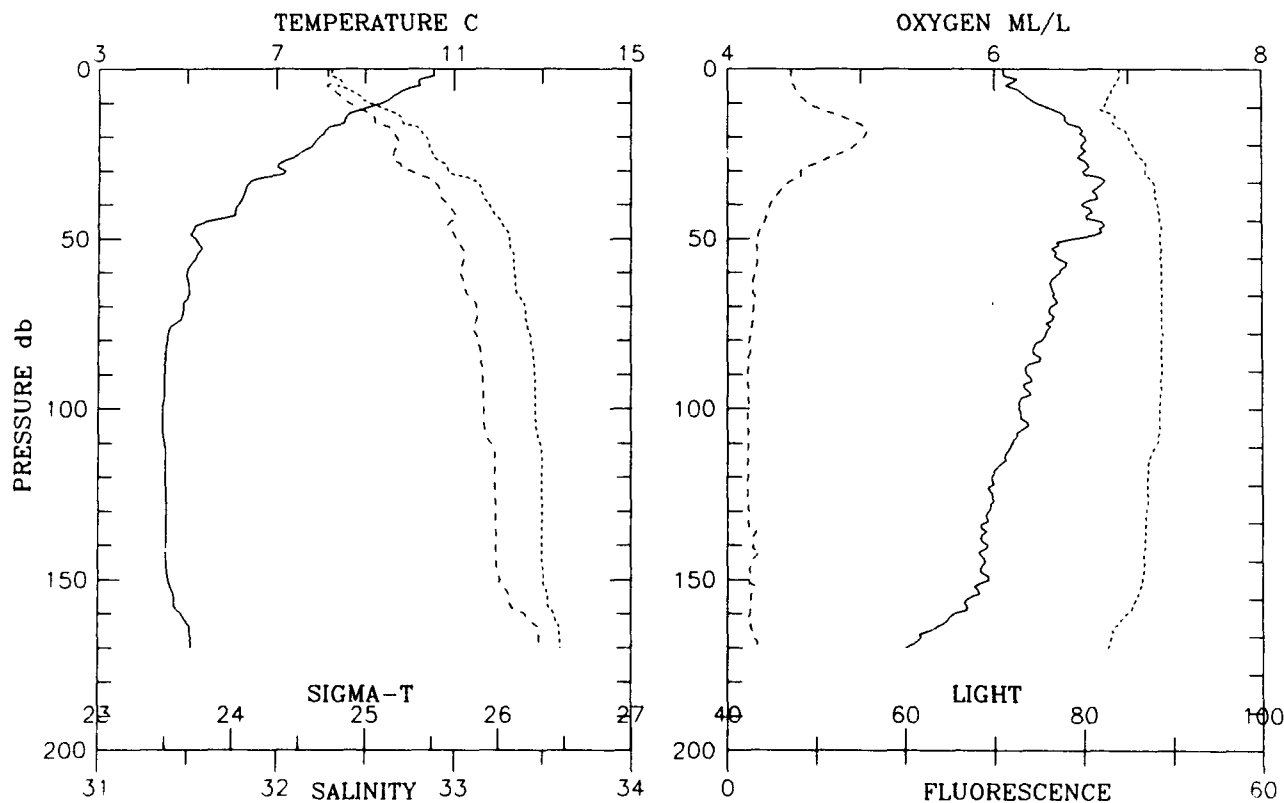 TEMPERATURE C
3 7 11 15
OXYGEN ML/L
4 6 8
PRESSURE db
0
50
100
150
200
SIGMA-T
23 24 25 26 27
31 32 33 34
SALINITY
0
50
100
150
200
LIGHT
40 60 80 100
0 60
FLUORESCENCE